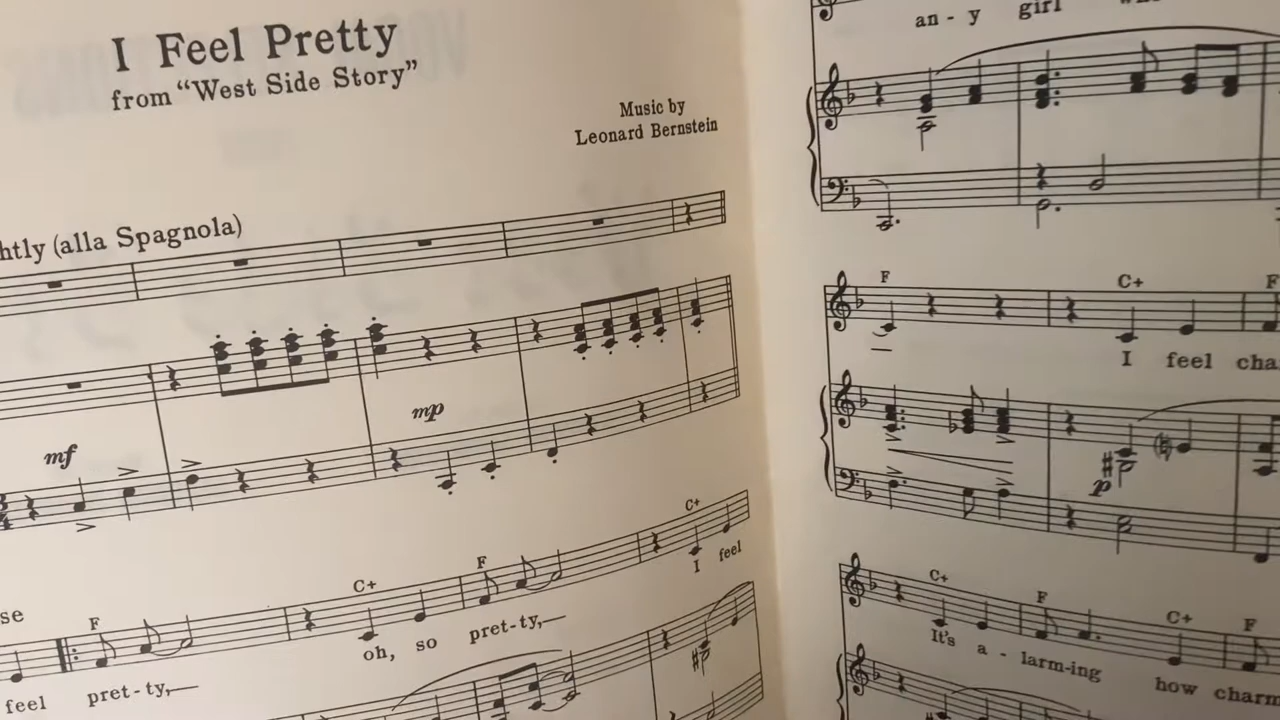 I Feel Pretty
from "West Side Story"
Music by
Leonard Bernstein
(alla Spagnola)
mf
mp
C+
F C+ F
oh, so pret-ty, I feel
feel pret-ty,
an - y girl
F C+ F
I feel
p
C+ F C+ F
It's a - larm-ing how